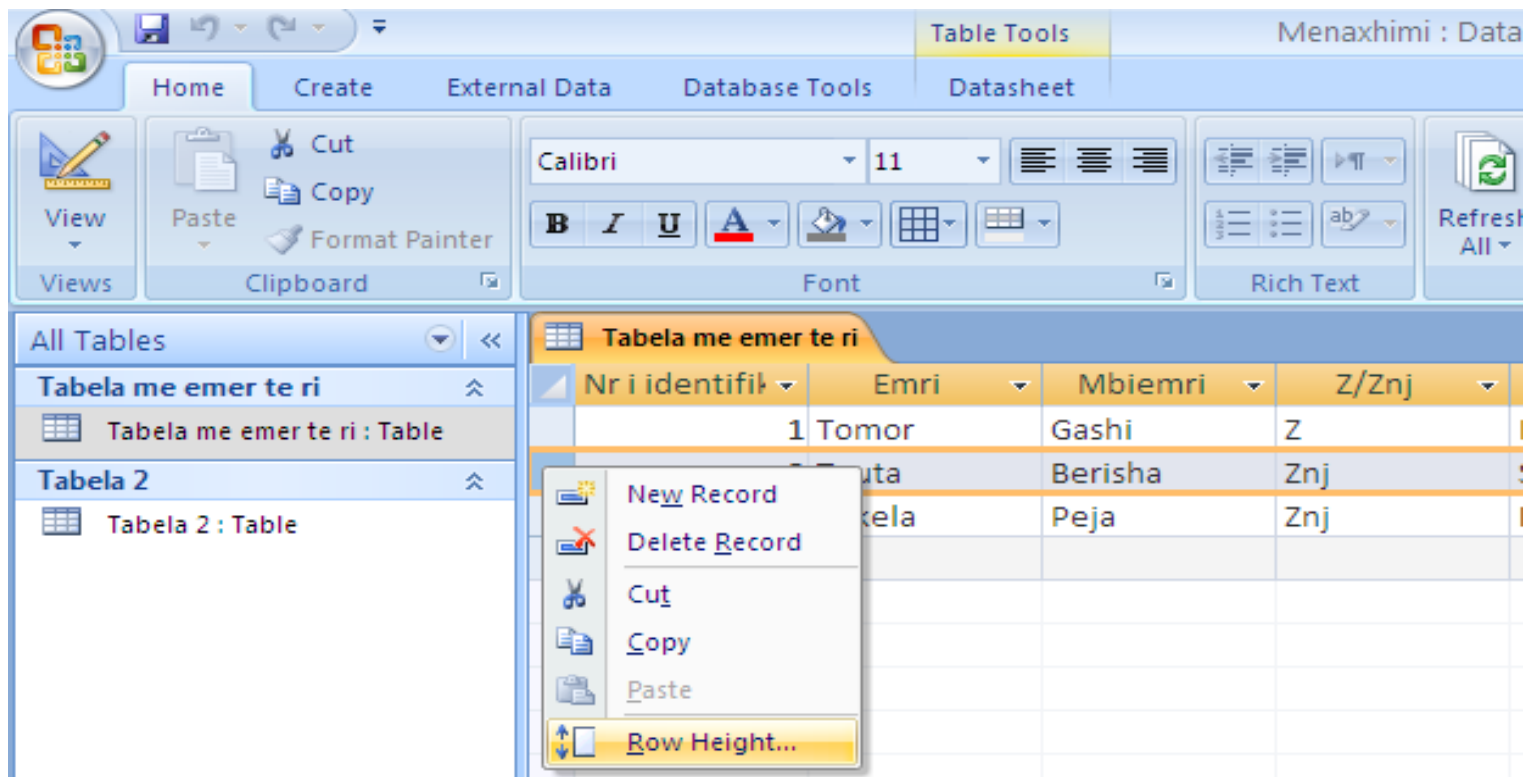 Table Tools Menaxhimi : Data
Home Create External Data Database Tools Datasheet
Cut
Copy
Format Painter
View Paste
Calibri 11
B I U A ab
Refresh
All
Views Clipboard Font Rich Text
All Tables
Tabela me emer te ri
Tabela me emer te ri : Table
Tabela 2
Tabela 2 : Table
Tabela me emer te ri
Nr i identifik Emri Mbiemri Z/Znj
1 Tomor Gashi Z
uta Berisha Znj
kela Peja Znj
New Record
Delete Record
Cut
Copy
Paste
Row Height...